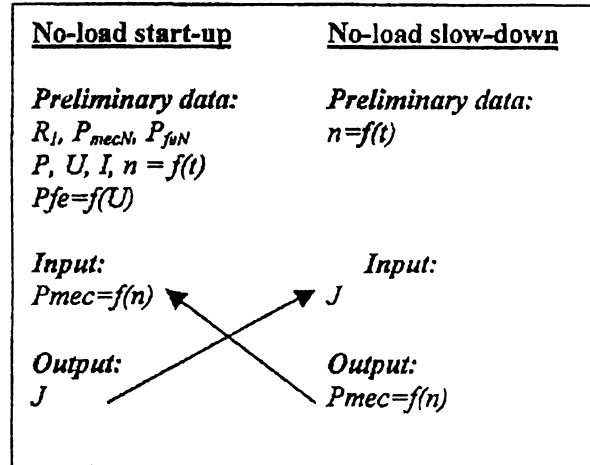 No-load start-up
Preliminary data:
R1, PmecN, PfeN
P, U, I, n = f(t)
Pfe=f(U)
Input:
Pmec=f(n)
Output:
J
No-load slow-down
Preliminary data:
n=f(t)
Input:
J
Output:
Pmec=f(n)